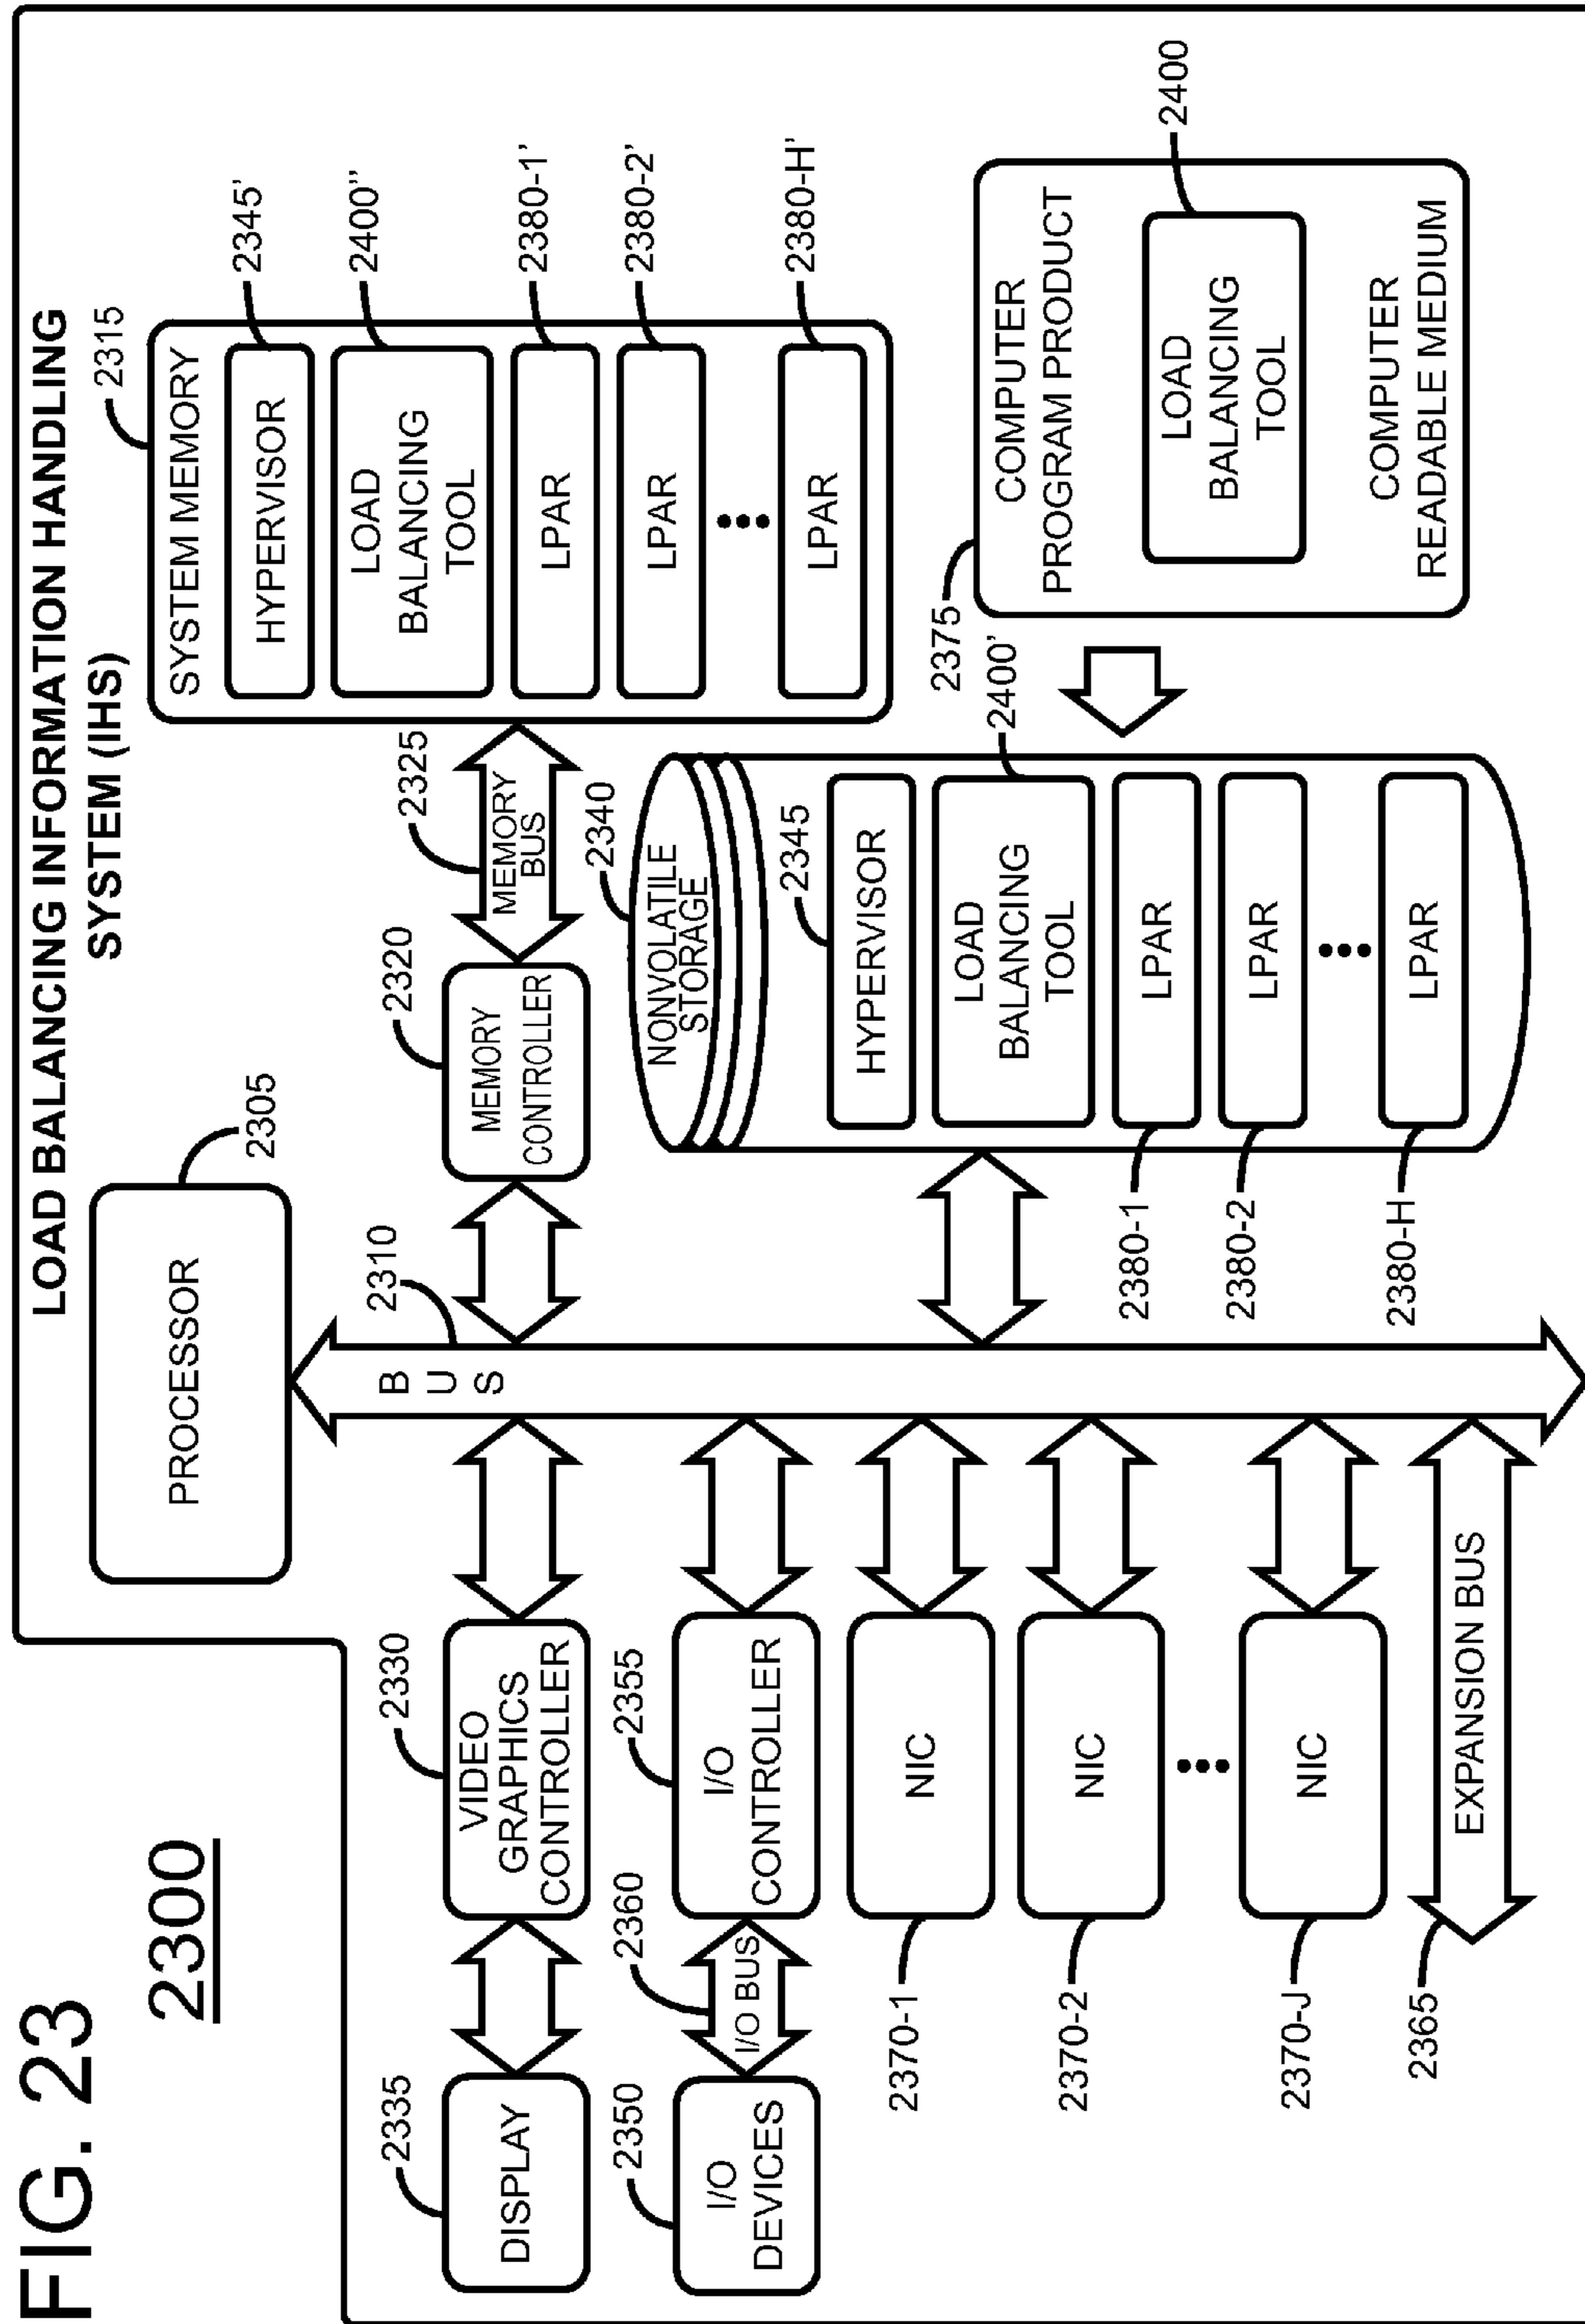 FIG. 23
2300
LOAD BALANCING INFORMATION HANDLING
SYSTEM (IHS)
PROCESSOR
2305
2310
B
U
S
2315
SYSTEM MEMORY
HYPERVISOR
2345’
LOAD
BALANCING
TOOL
2400’’
LPAR
2380-1’
LPAR
2380-2’
LPAR
2380-H’
2320
MEMORY
CONTROLLER
2325
MEMORY
BUS
2330
VIDEO
GRAPHICS
CONTROLLER
2335
DISPLAY
2340
NONVOLATILE
STORAGE
2345
HYPERVISOR
LOAD
BALANCING
TOOL
2400’
LPAR
2380-1
LPAR
2380-2
LPAR
2380-H
2350
I/O
DEVICES
2360
I/O BUS
2355
I/O
CONTROLLER
NIC
2370-1
NIC
2370-2
NIC
2370-J
EXPANSION BUS
2365
2375
COMPUTER
PROGRAM PRODUCT
LOAD
BALANCING
TOOL
2400
COMPUTER
READABLE MEDIUM